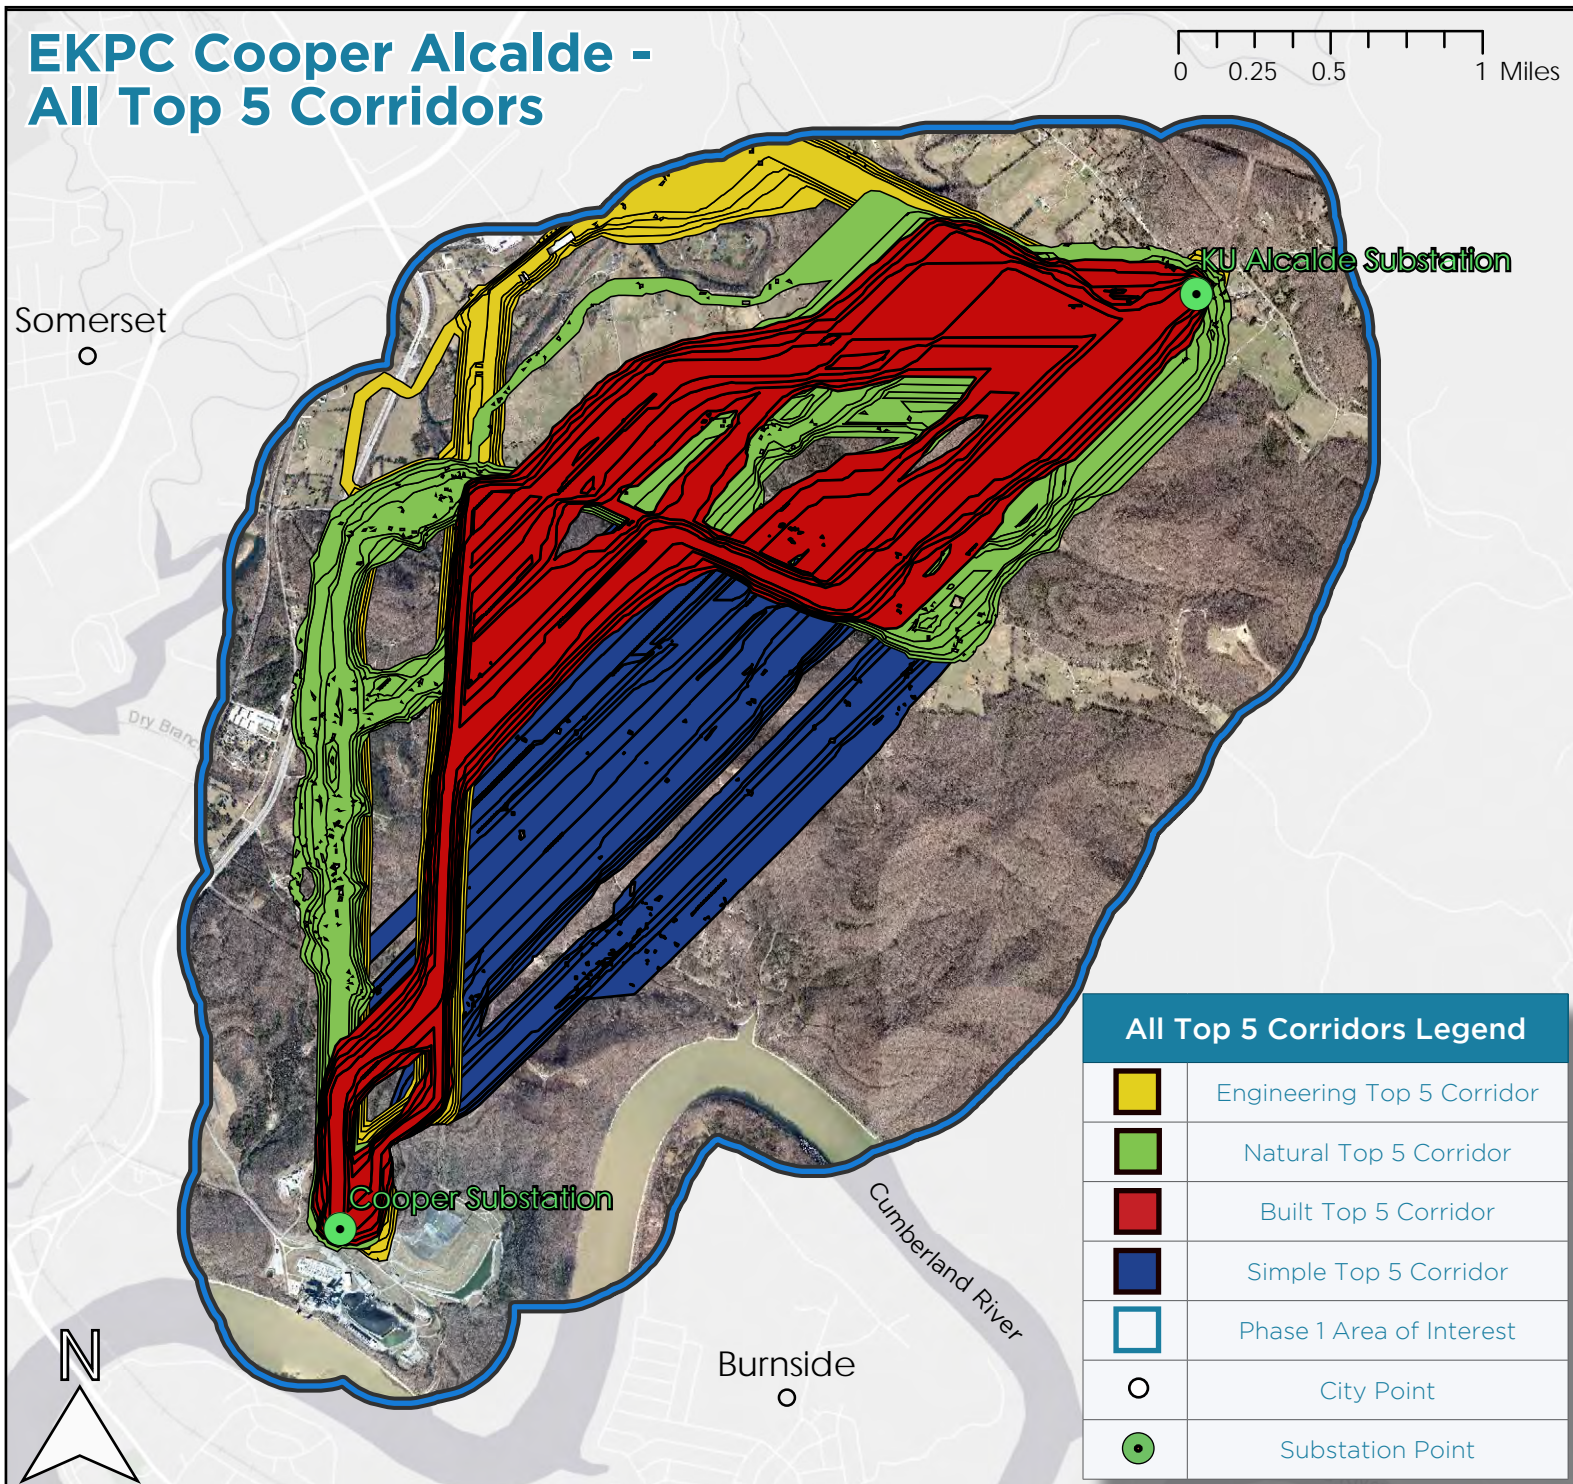 EKPC Cooper Alcalde -
All Top 5 Corridors
0 0.25 0.5 1 Miles
KU Alcalde Substation
Somerset
Dry Branch
Cooper Substation
Cumberland River
Burnside
N
All Top 5 Corridors Legend
Engineering Top 5 Corridor
Natural Top 5 Corridor
Built Top 5 Corridor
Simple Top 5 Corridor
Phase 1 Area of Interest
City Point
Substation Point